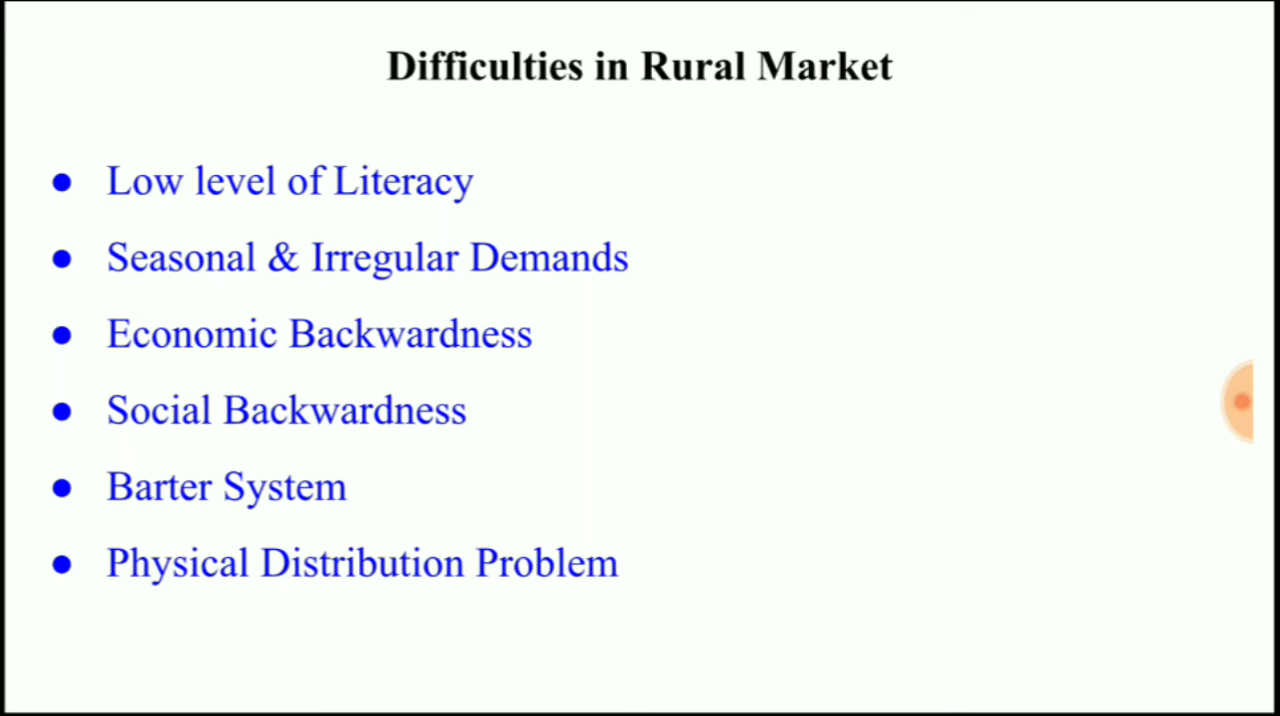 Difficulties in Rural Market
● Low level of Literacy
● Seasonal & Irregular Demands
● Economic Backwardness
● Social Backwardness
● Barter System
● Physical Distribution Problem